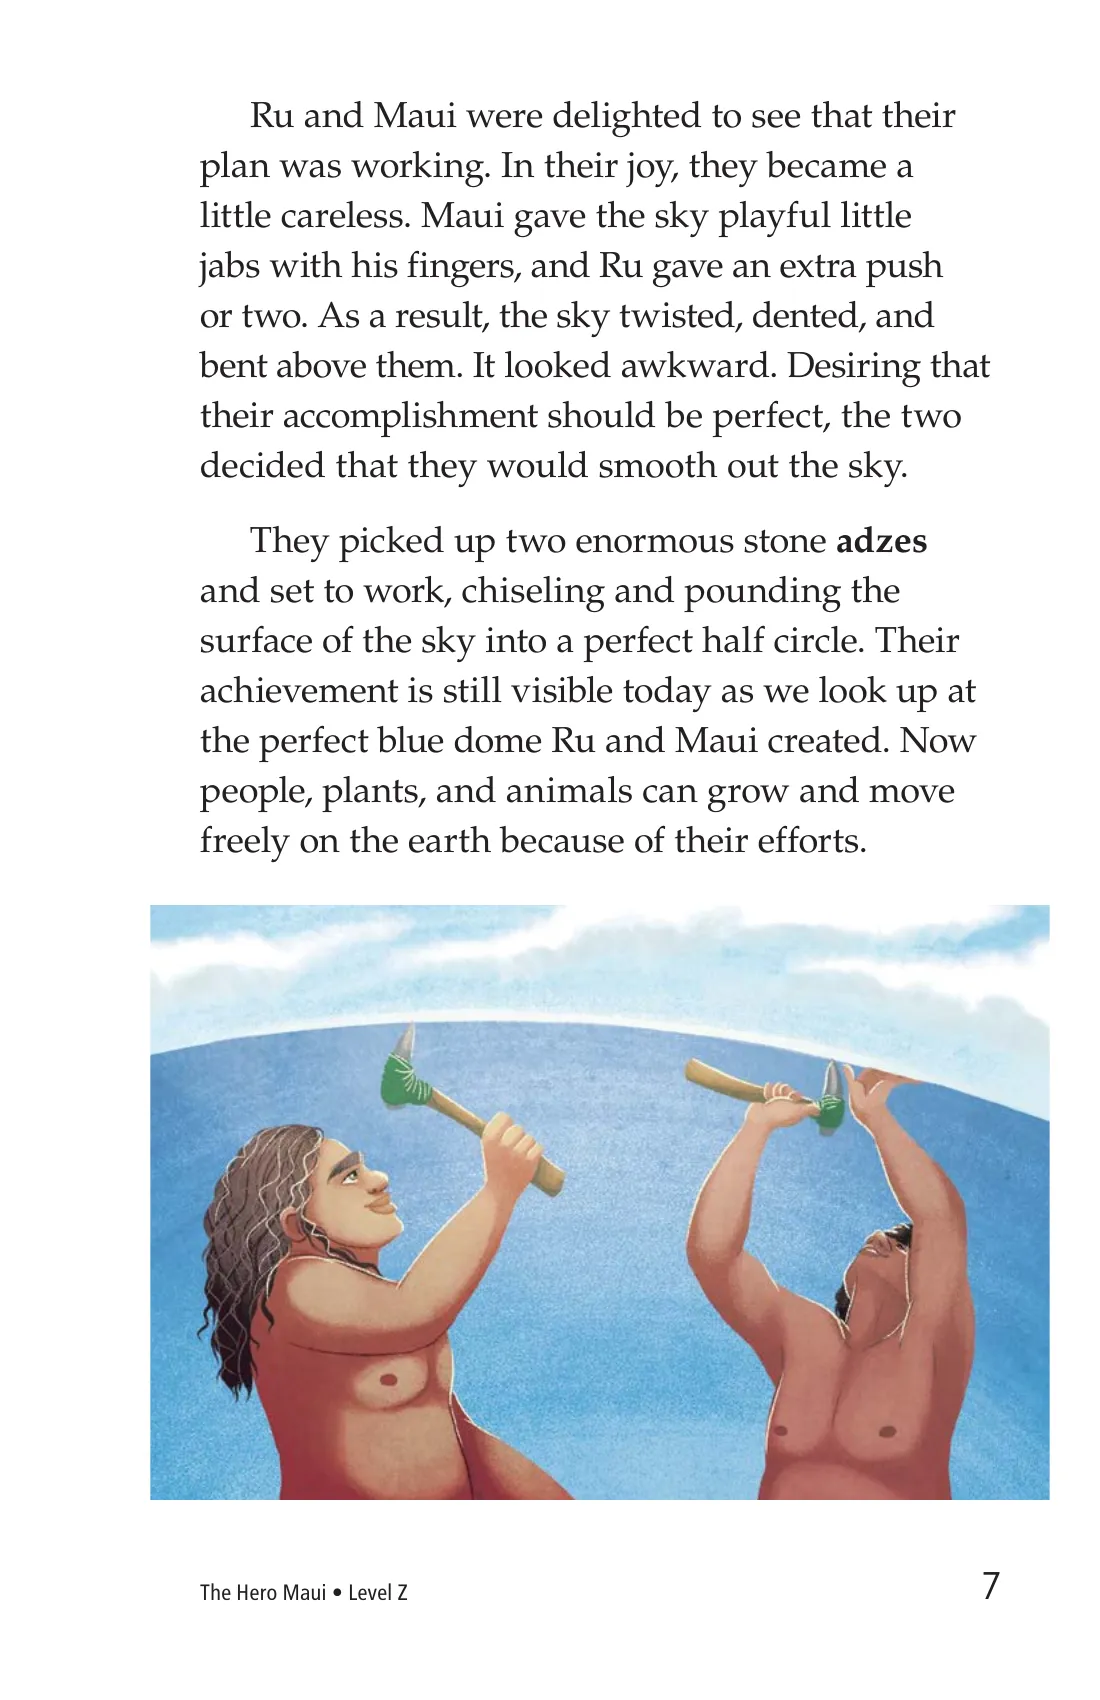 Ru and Maui were delighted to see that their
plan was working. In their joy, they became a
little careless. Maui gave the sky playful little
jabs with his fingers, and Ru gave an extra push
or two. As a result, the sky twisted, dented, and
bent above them. It looked awkward. Desiring that
their accomplishment should be perfect, the two
decided that they would smooth out the sky.
They picked up two enormous stone adzes
and set to work, chiseling and pounding the
surface of the sky into a perfect half circle. Their
achievement is still visible today as we look up at
the perfect blue dome Ru and Maui created. Now
people, plants, and animals can grow and move
freely on the earth because of their efforts.
The Hero Maui • Level Z
7